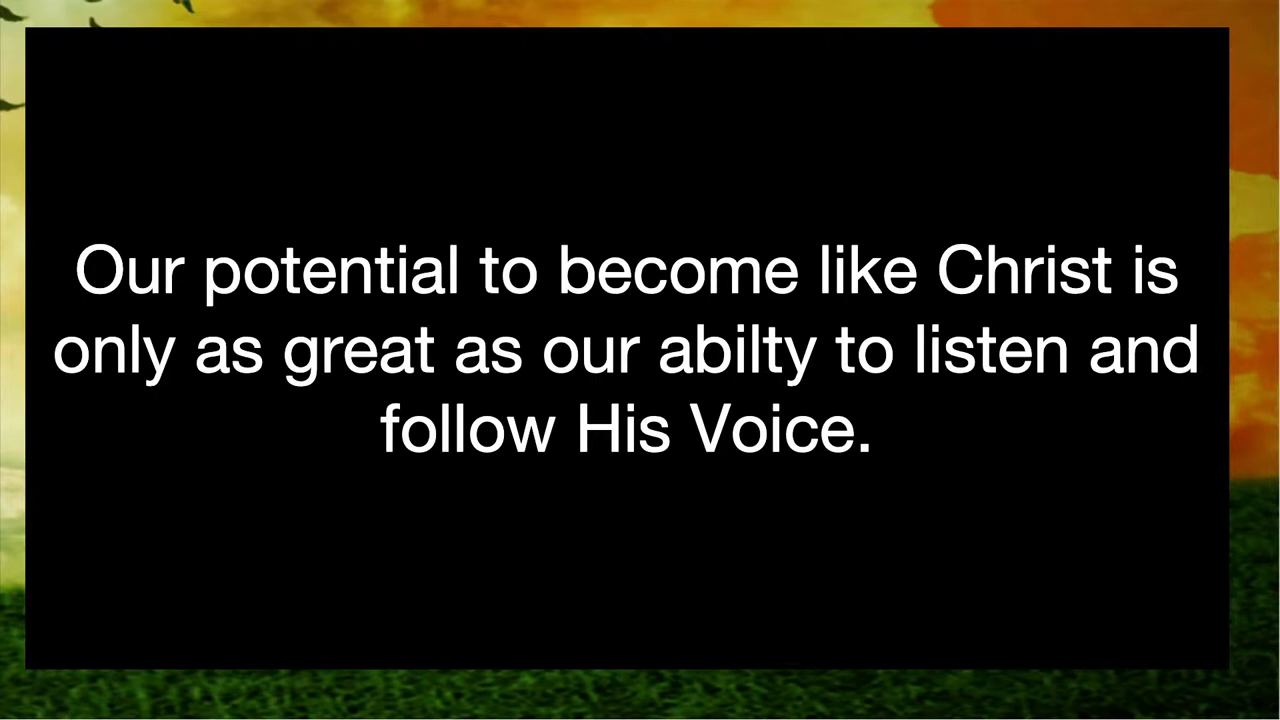 Our potential to become like Christ is
only as great as our abilty to listen and
follow His Voice.